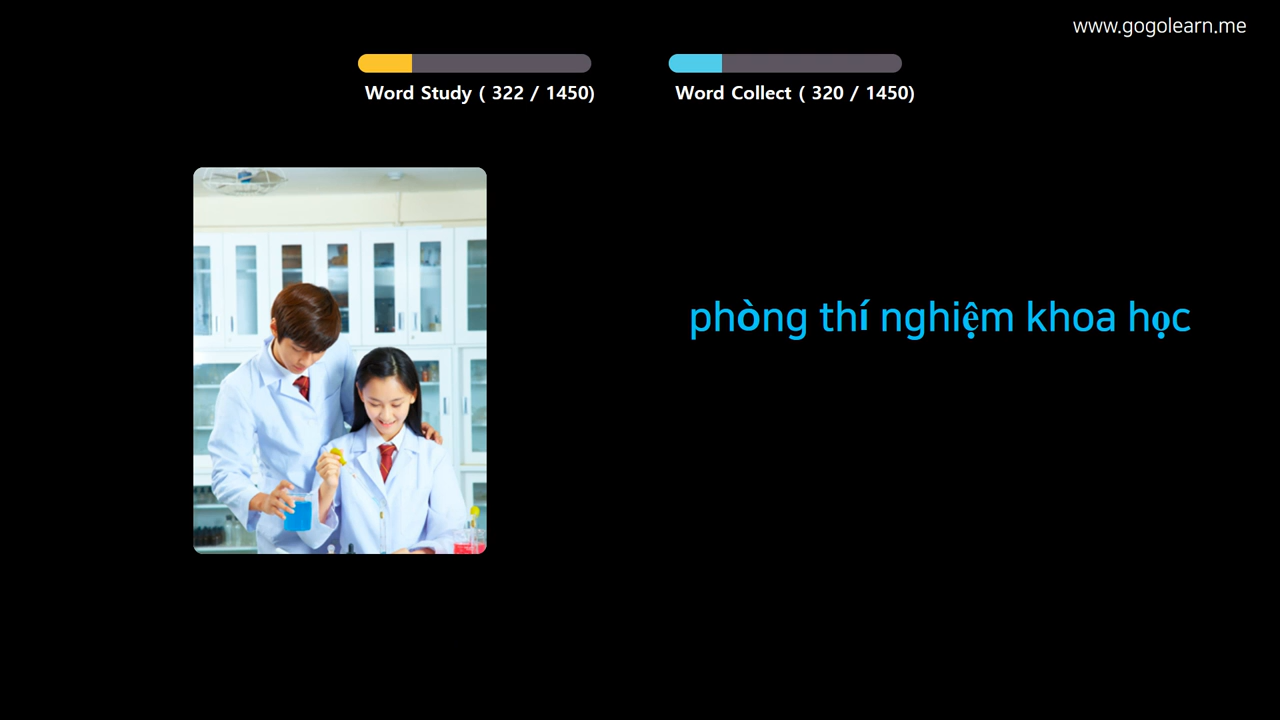 www.gogolearn.me
Word Study ( 322 / 1450)
Word Collect ( 320 / 1450)
phòng thí nghiệm khoa học